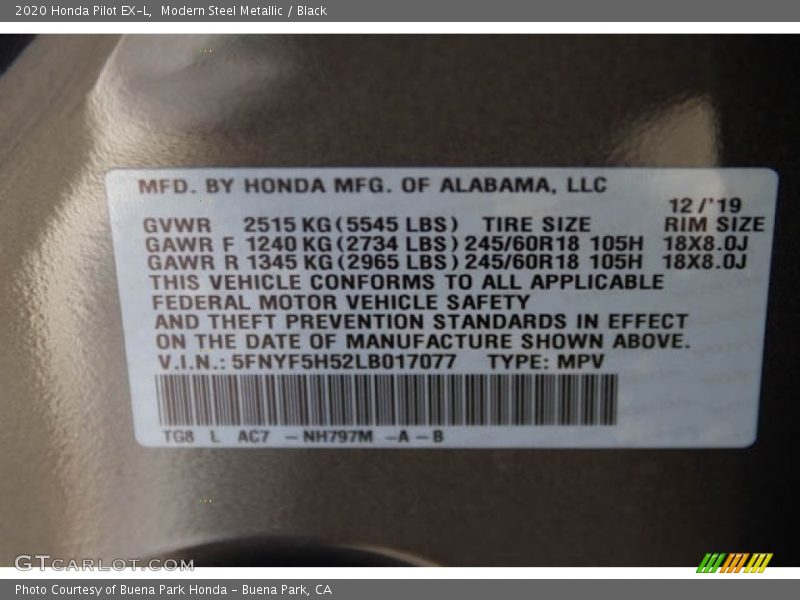 2020 Honda Pilot EX-L, Modern Steel Metallic / Black
MFD. BY HONDA MFG. OF ALABAMA, LLC
12/'19
GVWR 2515 KG (5545 LBS) TIRE SIZE RIM SIZE
GAWR F 1240 KG (2734 LBS) 245/60R18 105H 18X8.0J
GAWR R 1345 KG (2965 LBS) 245/60R18 105H 18X8.0J
THIS VEHICLE CONFORMS TO ALL APPLICABLE
FEDERAL MOTOR VEHICLE SAFETY
AND THEFT PREVENTION STANDARDS IN EFFECT
ON THE DATE OF MANUFACTURE SHOWN ABOVE.
V.I.N.: 5FNYF5H52LB017077 TYPE: MPV
TG8 L AC7 - NH797M - A - B
GTCARLOT.COM
Photo Courtesy of Buena Park Honda - Buena Park, CA